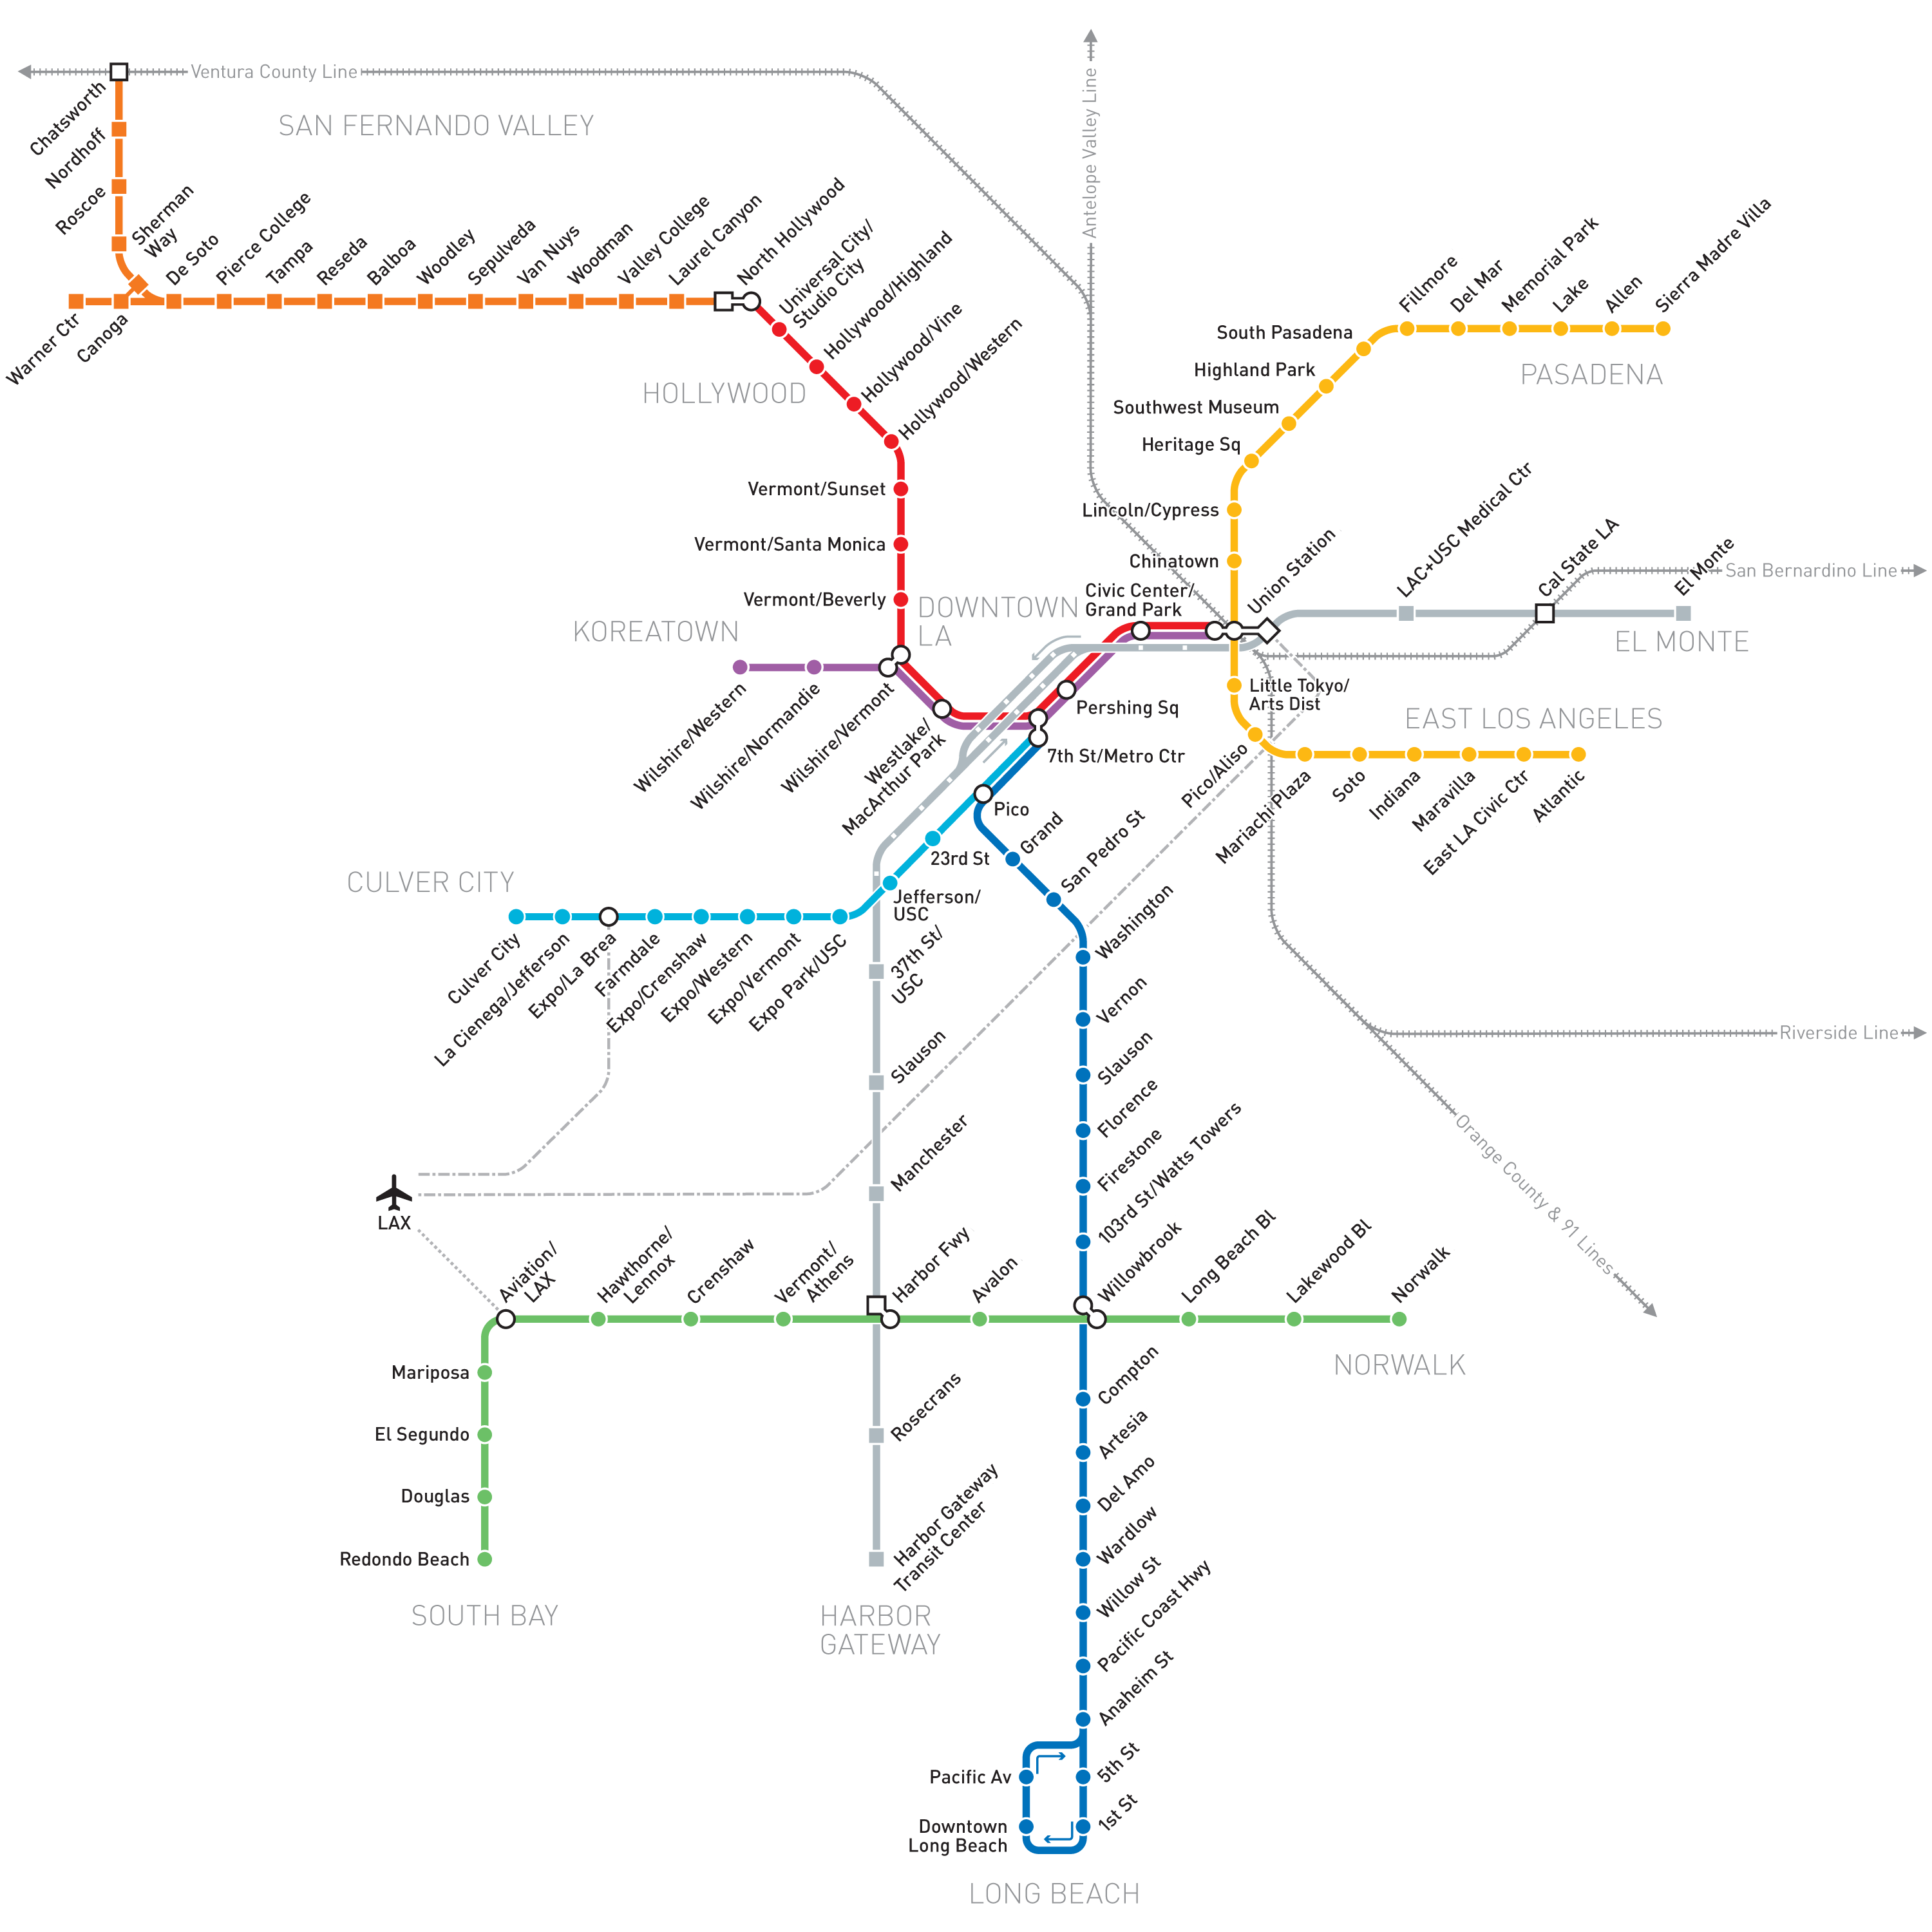 Ventura County Line
Chatsworth
SAN FERNANDO VALLEY
Nordhoff
Roscoe
Sherman
Way
Warner Ctr
Canoga
De Soto
Pierce College
Tampa
Reseda
Balboa
Woodley
Sepulveda
Van Nuys
Woodman
Valley College
Laurel Canyon
North Hollywood
Universal City/
Studio City
Hollywood/Highland
Hollywood/Vine
Hollywood/Western
HOLLYWOOD
Antelope Valley Line
Fillmore
Del Mar
Memorial Park
Lake
Allen
Sierra Madre Villa
South Pasadena
Highland Park
PASADENA
Southwest Museum
Heritage Sq
Vermont/Sunset
Lincoln/Cypress
Vermont/Santa Monica
Chinatown
Union Station
LAC+USC Medical Ctr
Cal State LA
El Monte
San Bernardino Line
Vermont/Beverly
DOWNTOWN
LA
Civic Center/
Grand Park
KOREATOWN
EL MONTE
Wilshire/Western
Wilshire/Normandie
Wilshire/Vermont
Westlake/
MacArthur Park
Pershing Sq
7th St/Metro Ctr
Little Tokyo/
Arts Dist
EAST LOS ANGELES
Pico/Aliso
Mariachi Plaza
Soto
Indiana
Maravilla
East LA Civic Ctr
Atlantic
Pico
Grand
San Pedro St
23rd St
CULVER CITY
Jefferson/
USC
Culver City
La Cienega/Jefferson
Expo/La Brea
Farmdale
Expo/Crenshaw
Expo/Western
Expo/Vermont
Expo Park/USC
37th St/
USC
Washington
Vernon
Riverside Line
Slauson
Slauson
Florence
Manchester
Firestone
103rd St/Watts Towers
Orange County & 91 Lines
LAX
Aviation/
LAX
Hawthorne/
Lennox
Crenshaw
Vermont/
Athens
Harbor Fwy
Avalon
Willowbrook
Long Beach Bl
Lakewood Bl
Norwalk
NORWALK
Mariposa
El Segundo
Douglas
Redondo Beach
SOUTH BAY
Rosecrans
Harbor Gateway
Transit Center
HARBOR
GATEWAY
Compton
Artesia
Del Amo
Wardlow
Willow St
Pacific Coast Hwy
Anaheim St
Pacific Av
5th St
Downtown
Long Beach
1st St
LONG BEACH